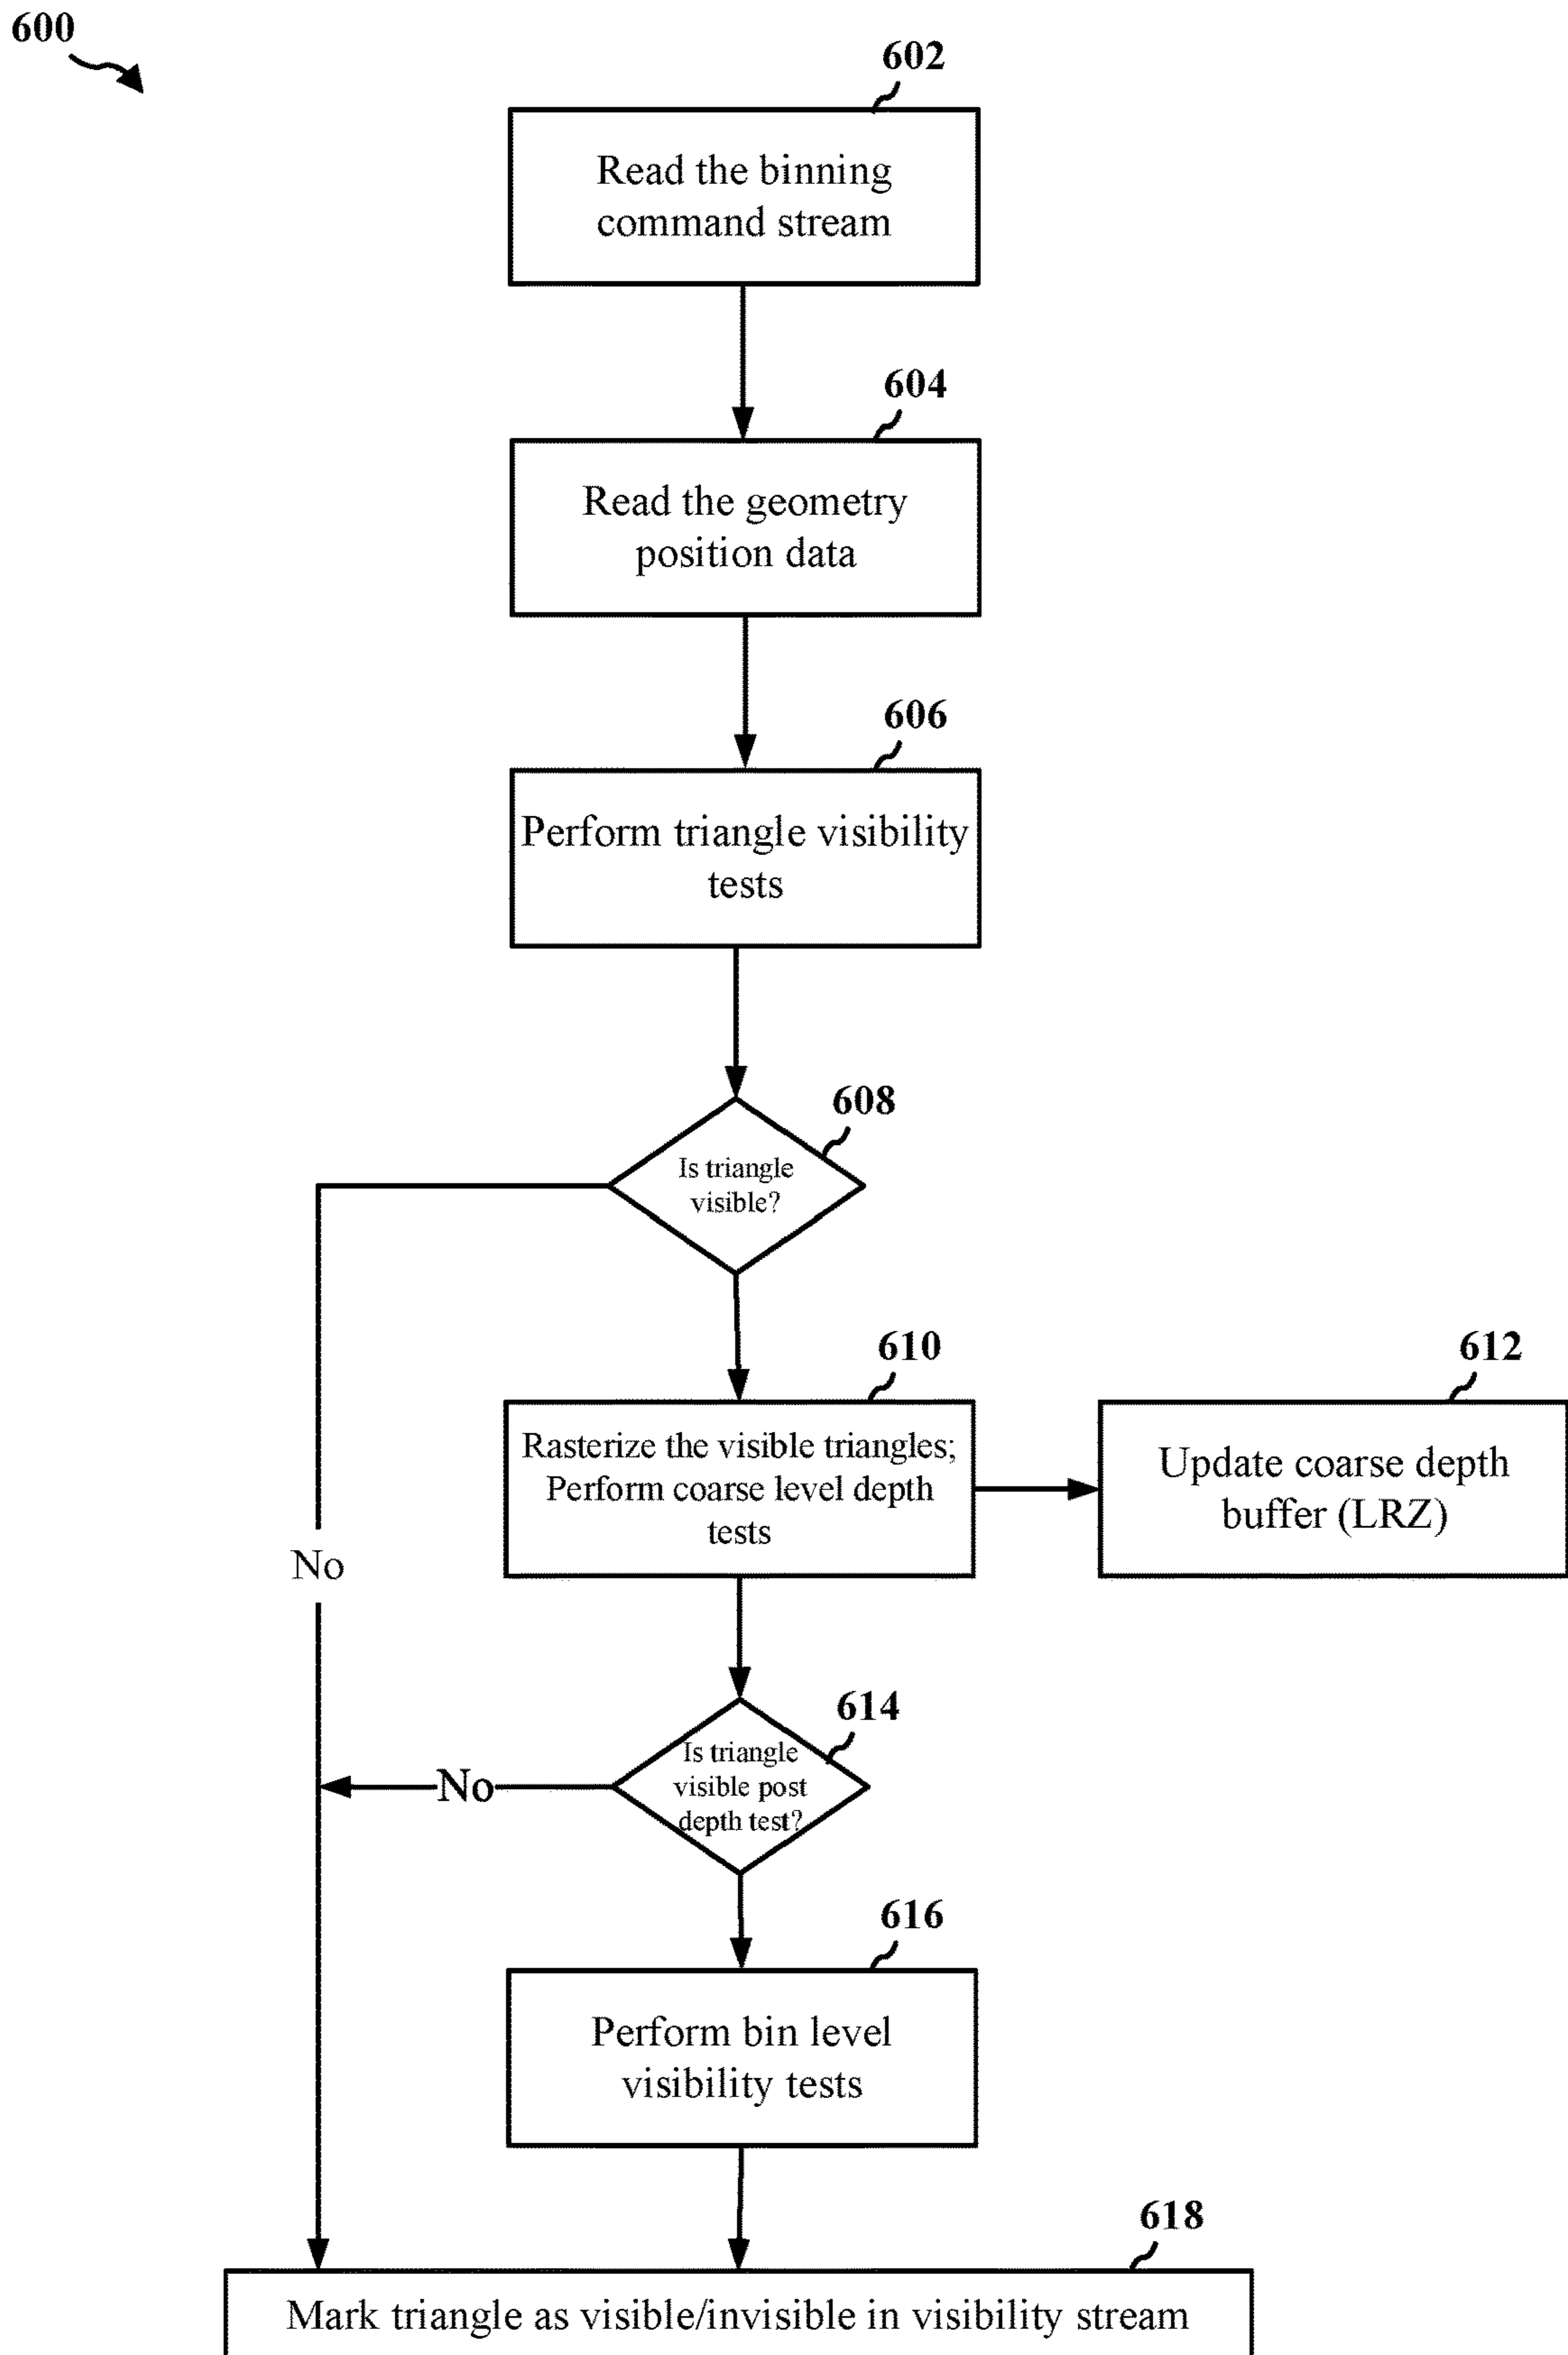 600
602
Read the binning
command stream
604
Read the geometry
position data
606
Perform triangle visibility
tests
608
Is triangle
visible?
610
Rasterize the visible triangles;
Perform coarse level depth
tests
612
Update coarse depth
buffer (LRZ)
No
614
Is triangle
visible post
depth test?
No
616
Perform bin level
visibility tests
618
Mark triangle as visible/invisible in visibility stream